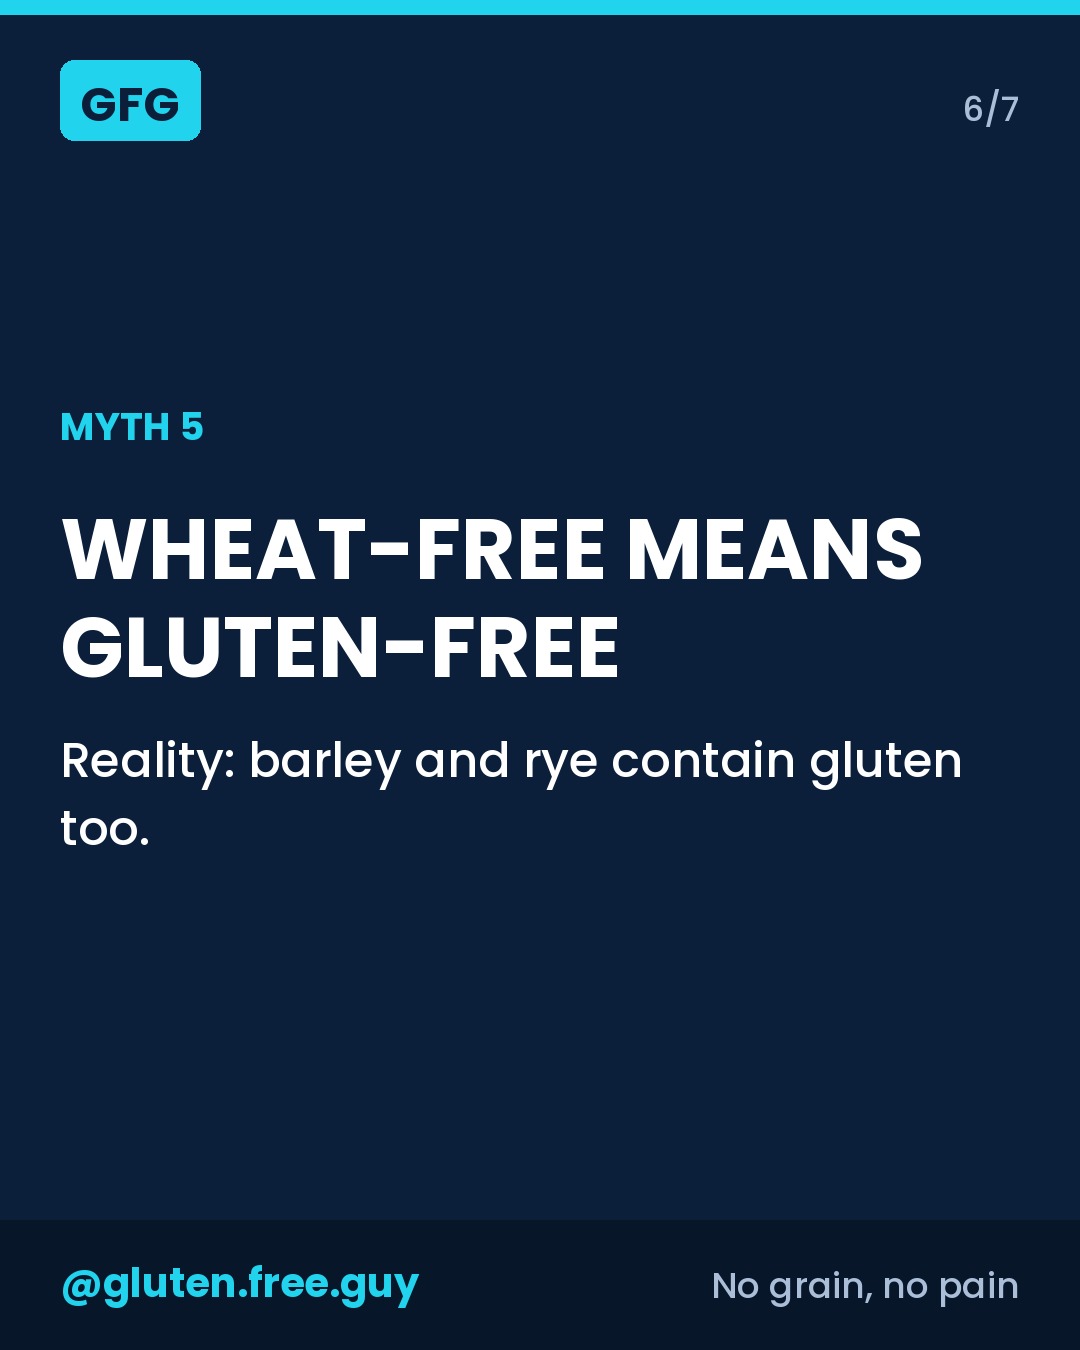 GFG
6/7
MYTH 5
WHEAT-FREE MEANS
GLUTEN-FREE
Reality: barley and rye contain gluten
too.
@gluten.free.guy
No grain, no pain